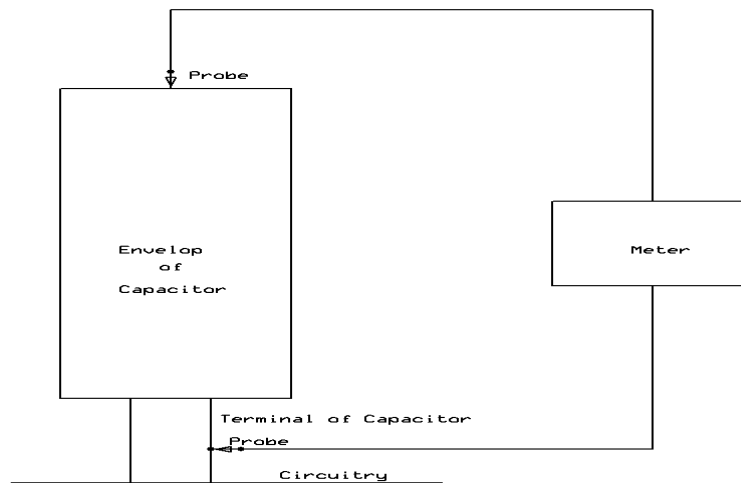 Probe
Envelop
of
Capacitor
Meter
Terminal of Capacitor
Probe
Circuitry